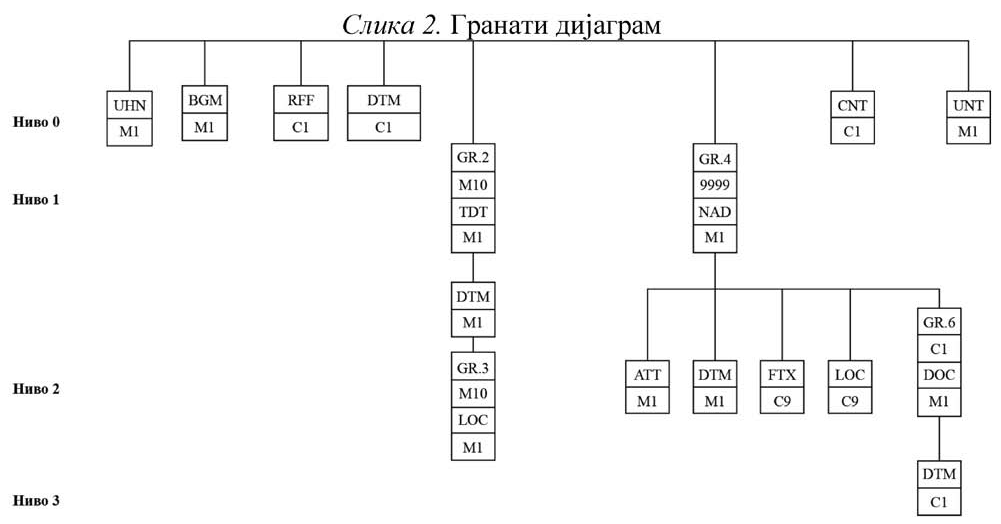 Слика 2. Гранати дијаграм
Ниво 0
UHN
M1
BGM
M1
RFF
C1
DTM
C1
CNT
C1
UNT
M1
Ниво 1
GR.2
M10
TDT
M1
GR.4
9999
NAD
M1
DTM
M1
Ниво 2
GR.3
M10
LOC
M1
ATT
M1
DTM
M1
FTX
C9
LOC
C9
GR.6
C1
DOC
M1
Ниво 3
DTM
C1